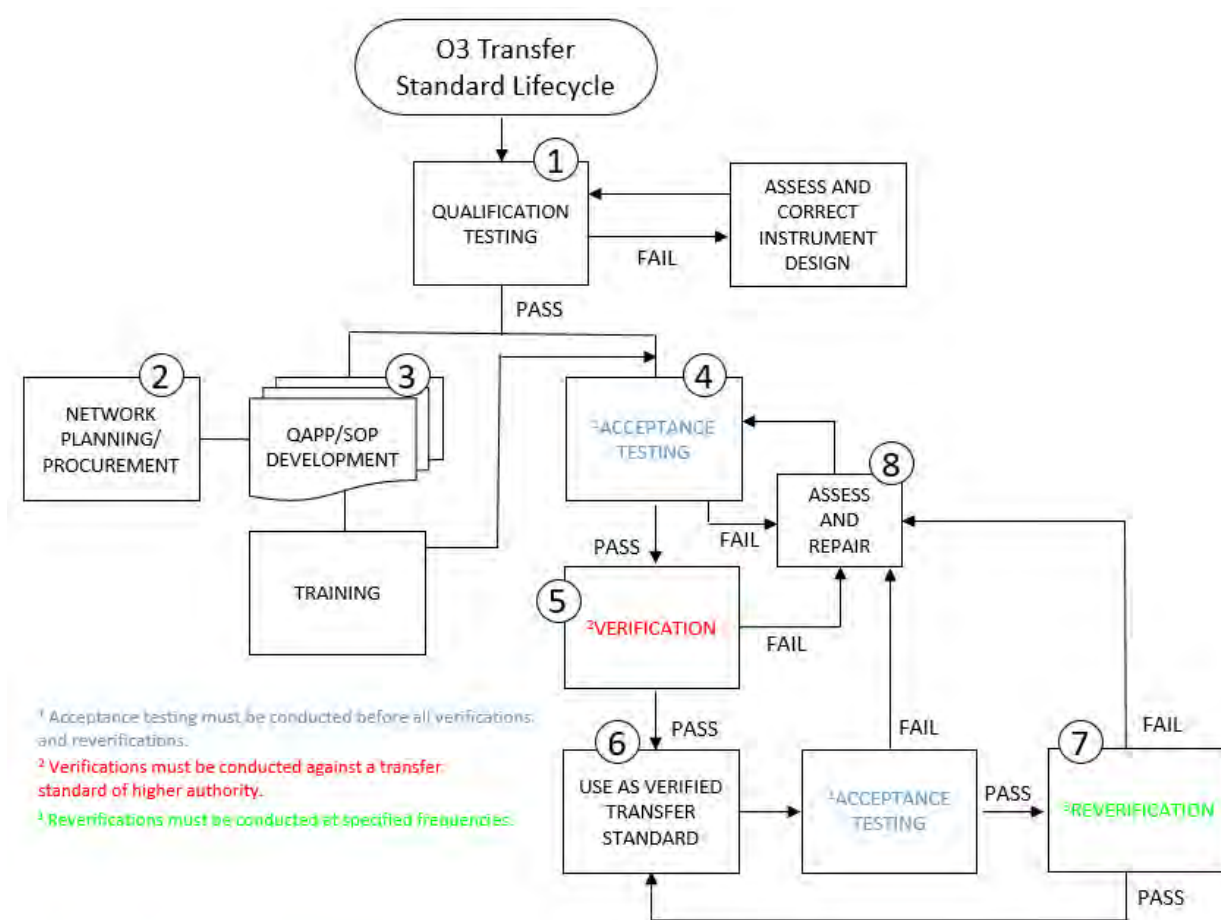 O3 Transfer
Standard Lifecycle
1
QUALIFICATION
TESTING
ASSESS AND
CORRECT
INSTRUMENT
DESIGN
FAIL
PASS
2
NETWORK
PLANNING/
PROCUREMENT
3
QAPP/SOP
DEVELOPMENT
TRAINING
4
¹ACCEPTANCE
TESTING
8
ASSESS
AND
REPAIR
PASS
FAIL
5
²VERIFICATION
FAIL
PASS
6
USE AS VERIFIED
TRANSFER
STANDARD
FAIL
¹ACCEPTANCE
TESTING
PASS
7
³REVERIFICATION
FAIL
PASS
¹ Acceptance testing must be conducted before all verifications
and reverifications.
² Verifications must be conducted against a transfer
standard of higher authority.
³ Reverifications must be conducted at specified frequencies.